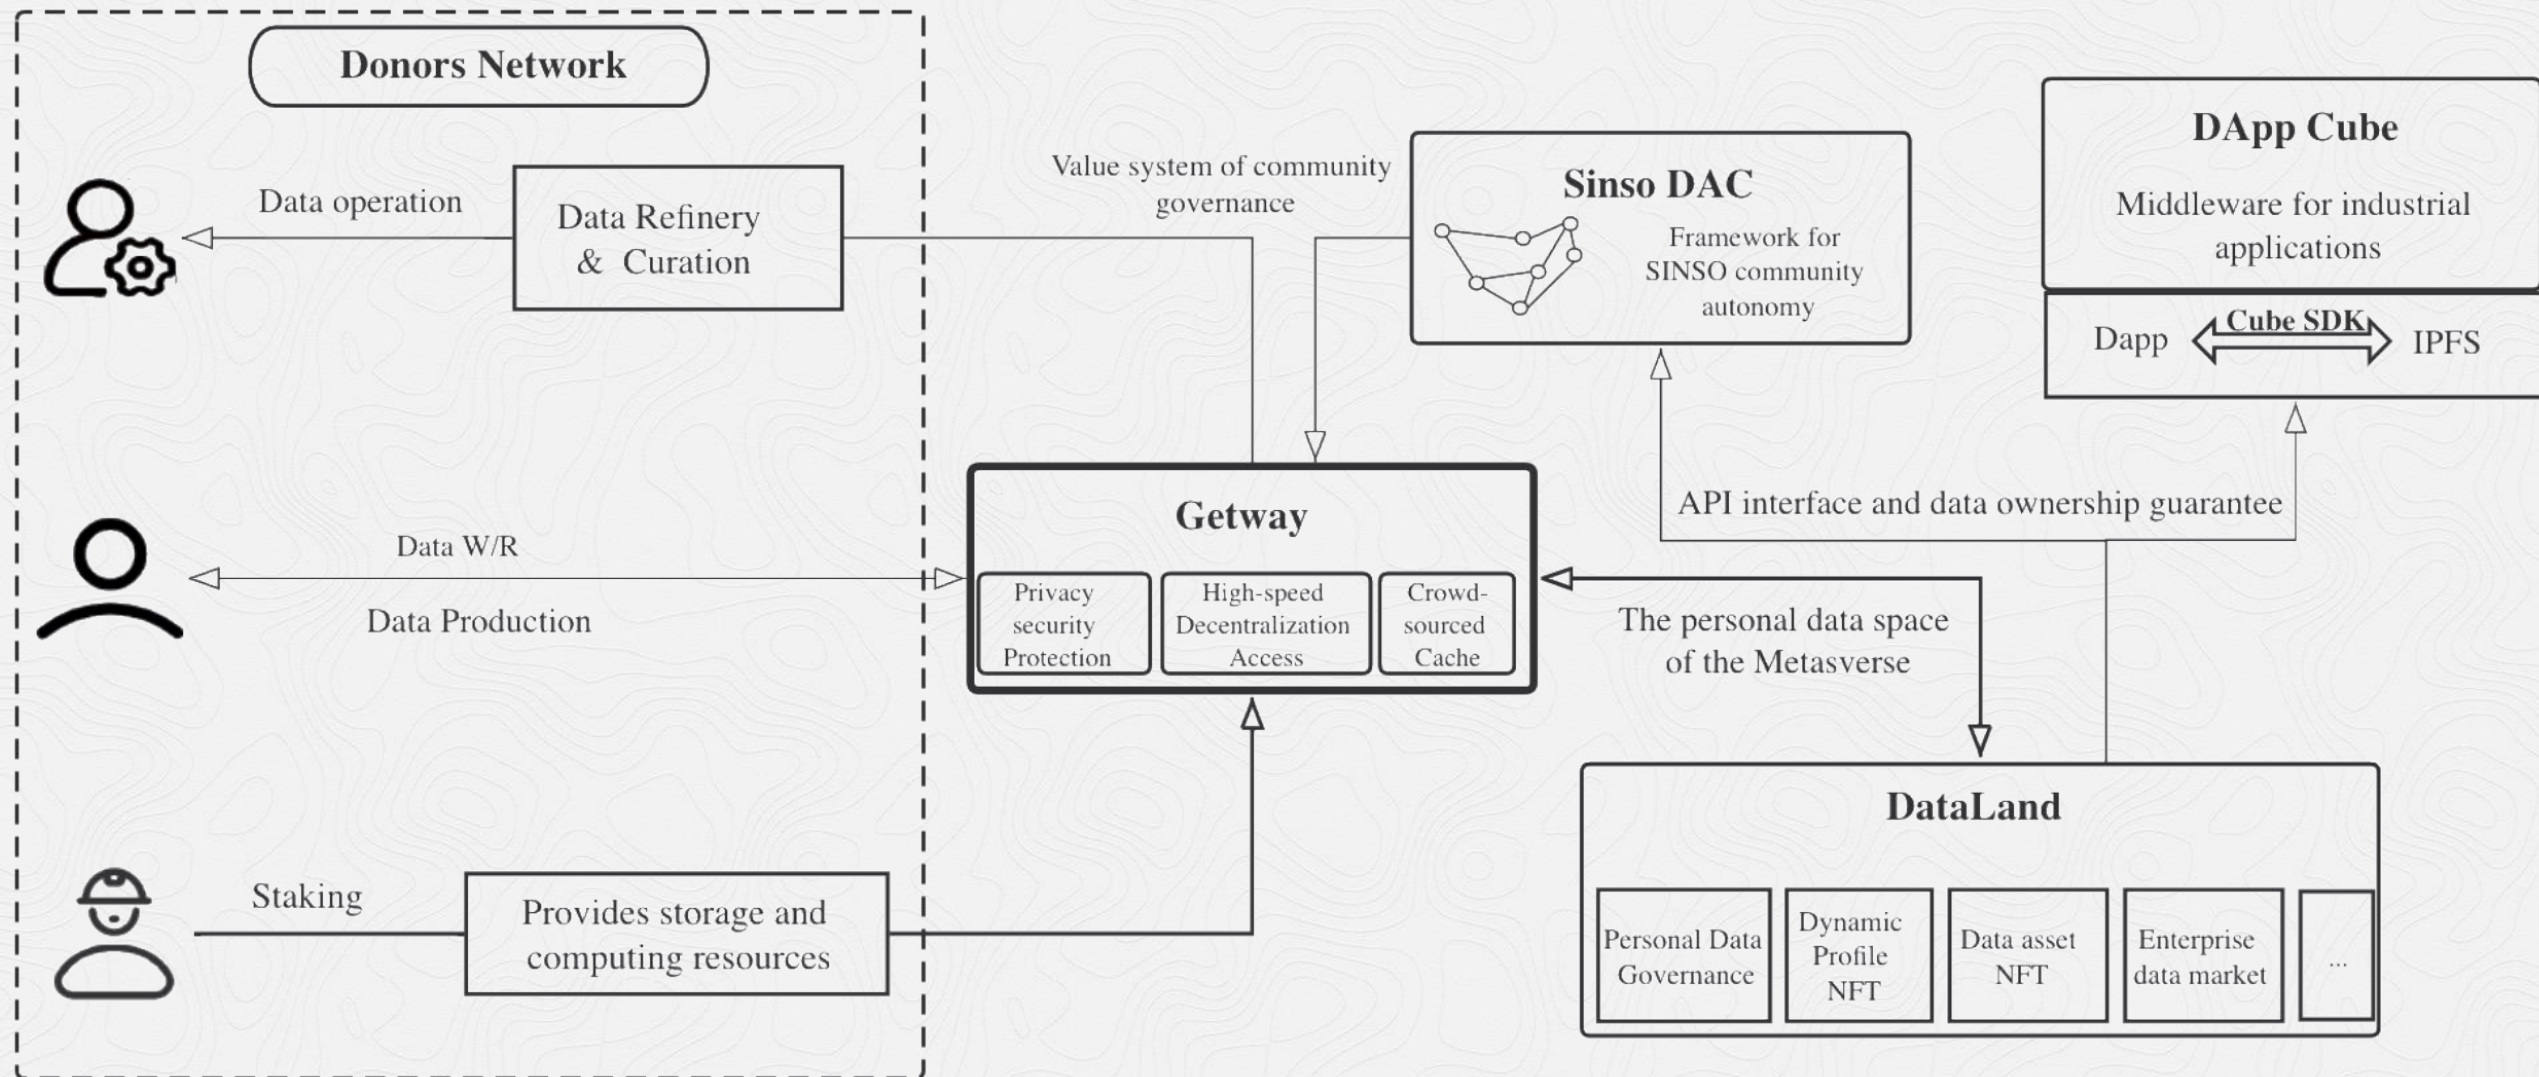 Donors Network
Data operation
Data Refinery
& Curation
Data W/R
Data Production
Staking
Provides storage and
computing resources
Value system of community
governance
Sinso DAC
Framework for
SINSO community
autonomy
DApp Cube
Middleware for industrial
applications
Dapp
Cube SDK
IPFS
Getway
Privacy
security
Protection
High-speed
Decentralization
Access
Crowd-
sourced
Cache
API interface and data ownership guarantee
The personal data space
of the Metasverse
DataLand
Personal Data
Governance
Dynamic
Profile
NFT
Data asset
NFT
Enterprise
data market
...